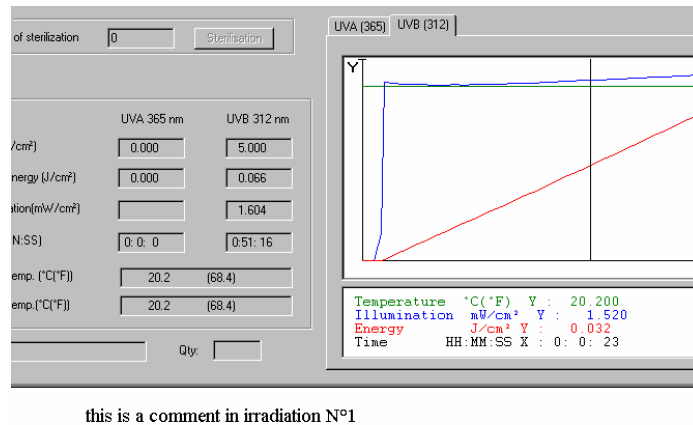 of sterilization 0 Sterilisation
UVA 365 nm UVB 312 nm
/cm²) 0.000 5.000
nergy (J/cm²) 0.000 0.066
ation(mW/cm²) 1.604
N:SS) 0: 0: 0 0:51: 16
emp. (°C(°F)) 20.2 (68.4)
emp.(°C(°F)) 20.2 (68.4)
Qty:
UVA (365) UVB (312)
Y
Temperature °C(°F) Y : 20.200
Illumination mW/cm² Y : 1.520
Energy J/cm² Y : 0.032
Time HH:MM:SS X : 0: 0: 23
this is a comment in irradiation N°1